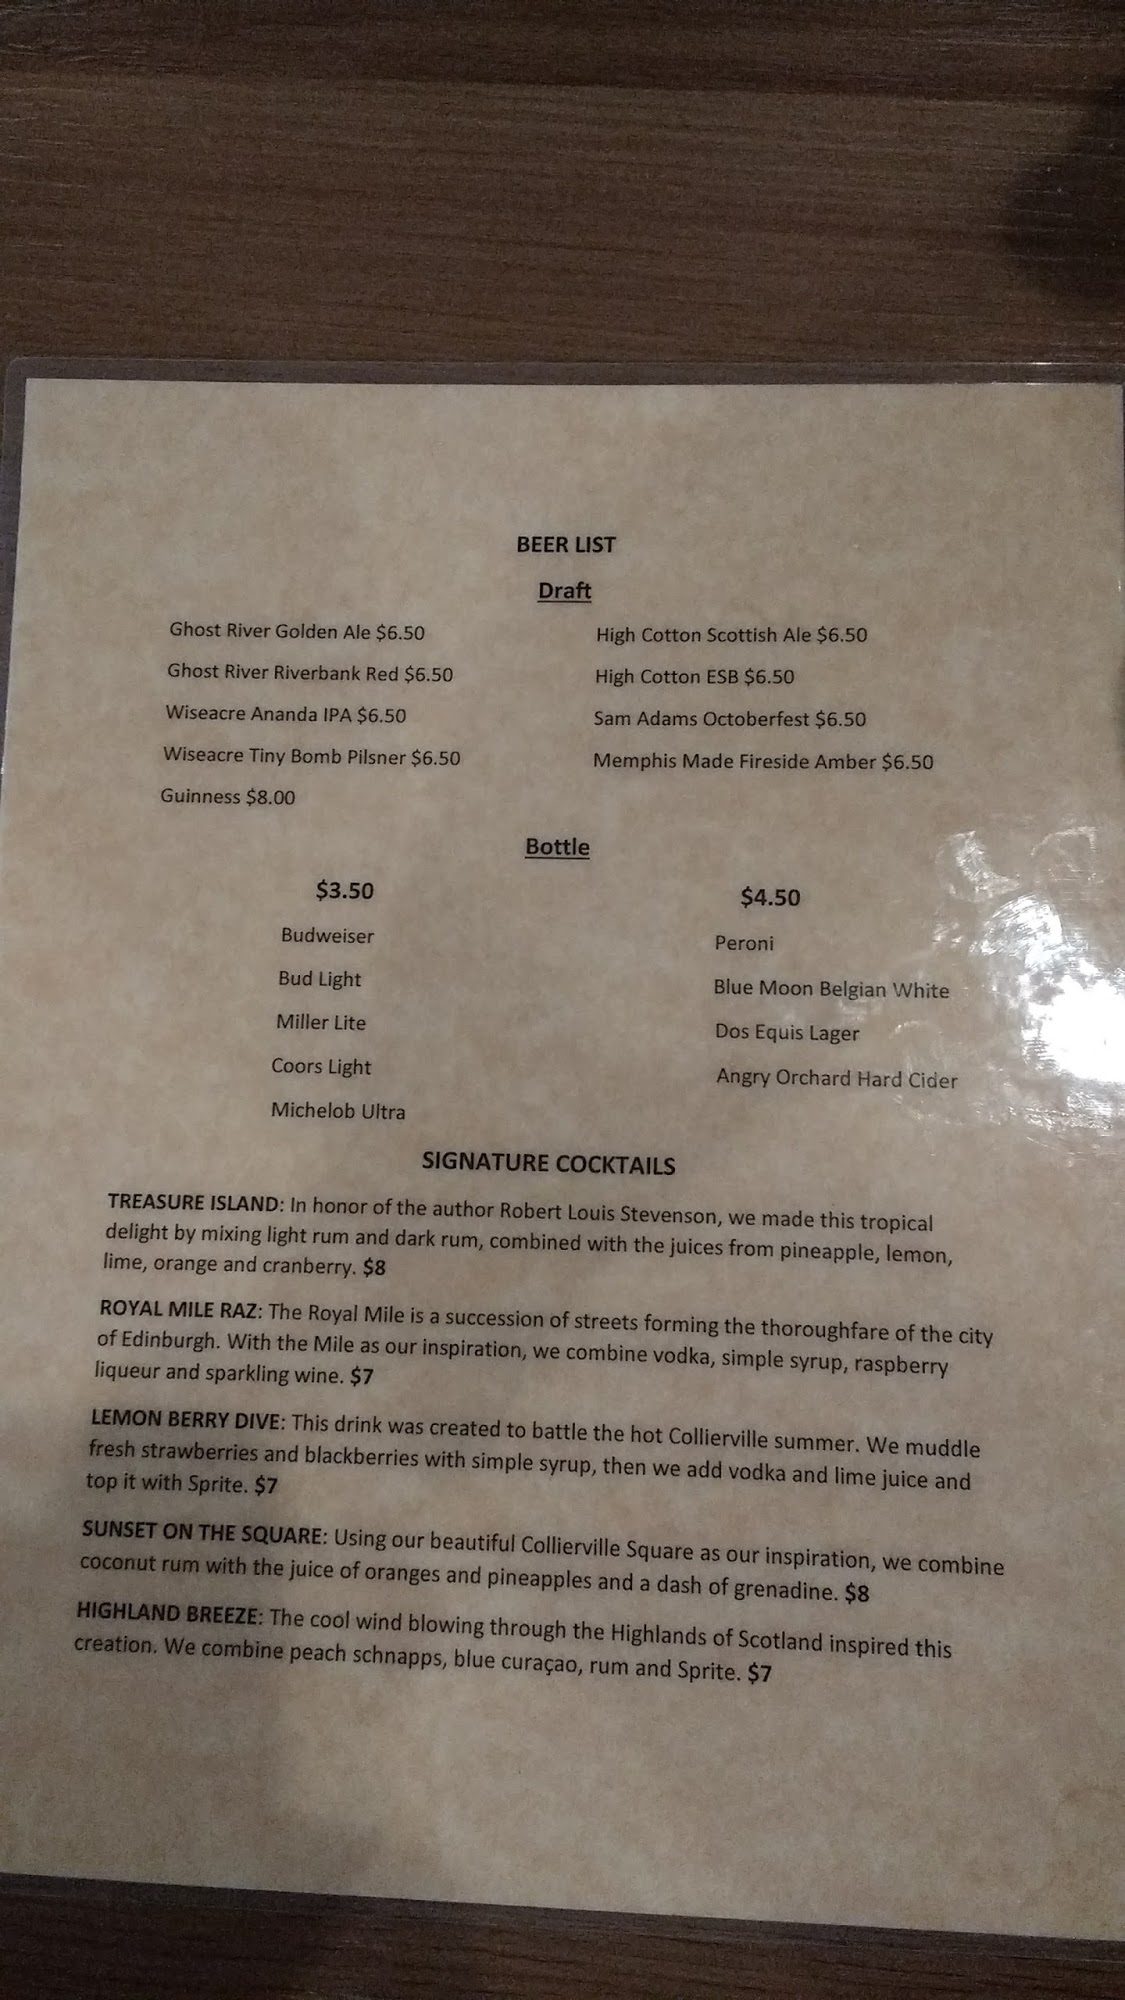 BEER LIST
Draft
Ghost River Golden Ale $6.50
High Cotton Scottish Ale $6.50
Ghost River Riverbank Red $6.50
High Cotton ESB $6.50
Wiseacre Ananda IPA $6.50
Sam Adams Octoberfest $6.50
Wiseacre Tiny Bomb Pilsner $6.50
Memphis Made Fireside Amber $6.50
Guinness $8.00
Bottle
$3.50
Budweiser
Bud Light
Miller Lite
Coors Light
Michelob Ultra
$4.50
Peroni
Blue Moon Belgian White
Dos Equis Lager
Angry Orchard Hard Cider
SIGNATURE COCKTAILS
TREASURE ISLAND: In honor of the author Robert Louis Stevenson, we made this tropical
delight by mixing light rum and dark rum, combined with the juices from pineapple, lemon,
lime, orange and cranberry. $8
ROYAL MILE RAZ: The Royal Mile is a succession of streets forming the thoroughfare of the city
of Edinburgh. With the Mile as our inspiration, we combine vodka, simple syrup, raspberry
liqueur and sparkling wine. $7
LEMON BERRY DIVE: This drink was created to battle the hot Collierville summer. We muddle
fresh strawberries and blackberries with simple syrup, then we add vodka and lime juice and
top it with Sprite. $7
SUNSET ON THE SQUARE: Using our beautiful Collierville Square as our inspiration, we combine
coconut rum with the juice of oranges and pineapples and a dash of grenadine. $8
HIGHLAND BREEZE: The cool wind blowing through the Highlands of Scotland inspired this
creation. We combine peach schnapps, blue curaçao, rum and Sprite. $7